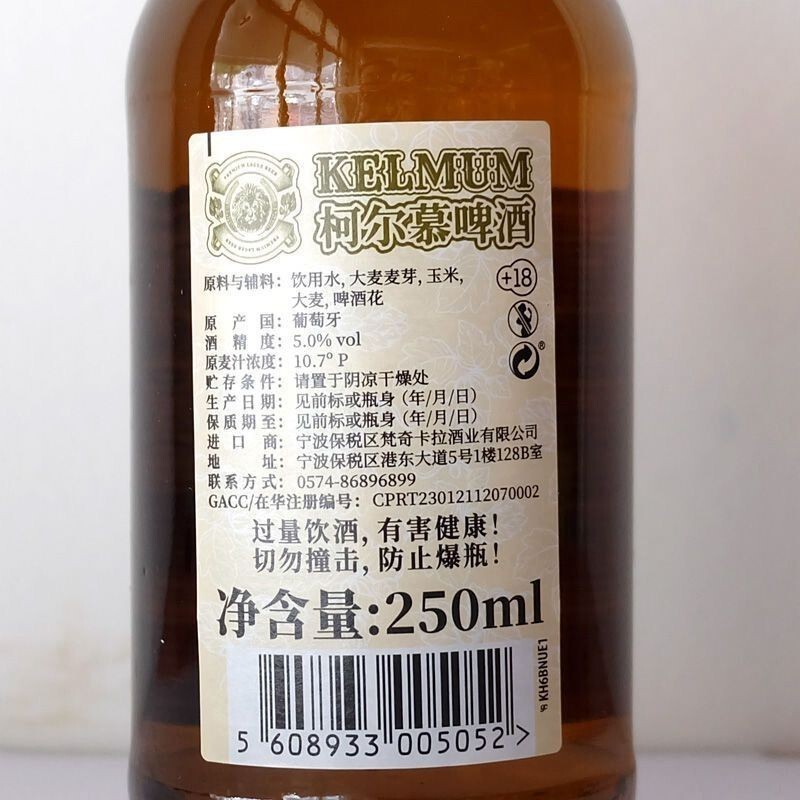 PREMIUM LAGER BEER
PREMIUM LAGER BEER
KELMUM
柯尔慕啤酒
原料与辅料：饮用水, 大麦麦芽, 玉米,
大麦, 啤酒花
+18
原产国：葡萄牙
酒精度：5.0% vol
原麦汁浓度：10.7º P
贮存条件：请置于阴凉干燥处
生产日期：见前标或瓶身（年/月/日）
保质期至：见前标或瓶身（年/月/日）
进口商：宁波保税区梵奇卡拉酒业有限公司
地址：宁波保税区港东大道5号1楼128B室
联系方式：0574-86896899
GACC/在华注册编号：CPRT23012112070002
过量饮酒, 有害健康！
切勿撞击, 防止爆瓶！
净含量:250ml
KH6BNUE1
5 608933 005052 >